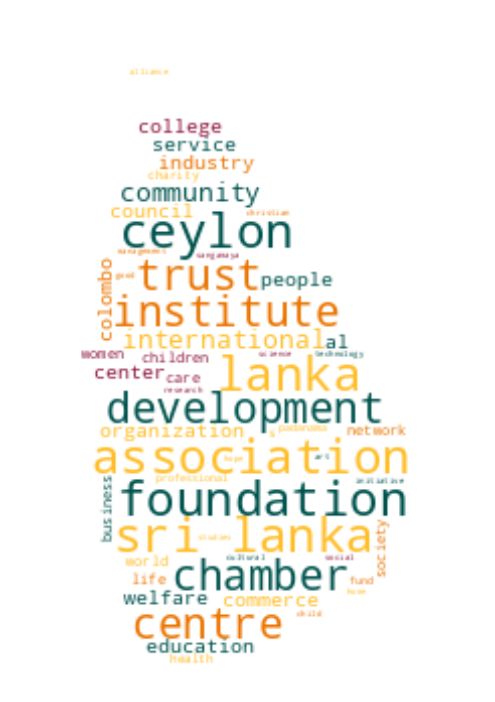 alliance
college
service
industry
charity
community
council christian
ceylon
management sangamaya
good trust people
colombo
institute
international al
women children science technology
center care lanka
research
development
organization s padanama network
association
hope art
professional initiative
business foundation
sri lanka
studies society
world cultural social
life chamber fund
home
welfare commerce
centre child
education
health